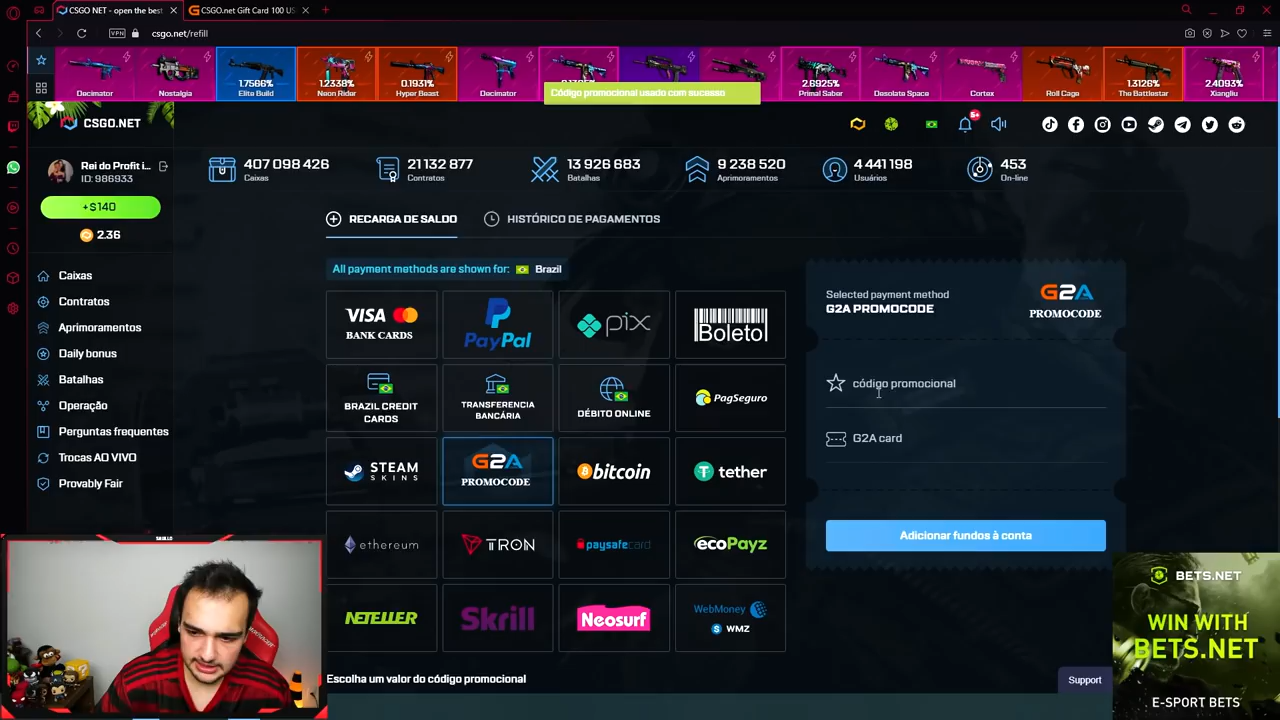 CSGO NET - open the best
CSGO.net Gift Card 100 US
VPN
csgo.net/refill
Decimator
Nostalgia
1.7566%
Elite Build
1.2338%
Neon Rider
0.1931%
Hyper Beast
Decimator
2.6925%
Primal Saber
Desolate Space
Cortex
Roll Cage
1.3126%
The Battlestar
2.4093%
Xiangliu
Código promocional usado com sucesso
CSGO.NET
5+
Rei do Profit i...
ID: 986933
+$140
2.36
407 098 426
Caixas
21 132 877
Contratos
13 926 683
Batalhas
9 238 520
Aprimoramentos
4 441 198
Usuários
453
On-line
RECARGA DE SALDO
HISTÓRICO DE PAGAMENTOS
Caixas
Contratos
Aprimoramentos
Daily bonus
Batalhas
Operação
Perguntas frequentes
Trocas AO VIVO
Provably Fair
All payment methods are shown for:
Brazil
VISA
BANK CARDS
PayPal
pix
Boleto
BRAZIL CREDIT
CARDS
TRANSFERENCIA
BANCÁRIA
DÉBITO ONLINE
PagSeguro
STEAM
SKINS
G2A
PROMOCODE
bitcoin
tether
ethereum
TRON
paysafecard
ecoPayz
NETELLER
Skrill
Neosurf
WebMoney
WMZ
Escolha um valor do código promocional
Selected payment method
G2A PROMOCODE
G2A
PROMOCODE
código promocional
G2A card
Adicionar fundos à conta
Support
BETS.NET
WIN WITH
BETS.NET
E-SPORT BETS